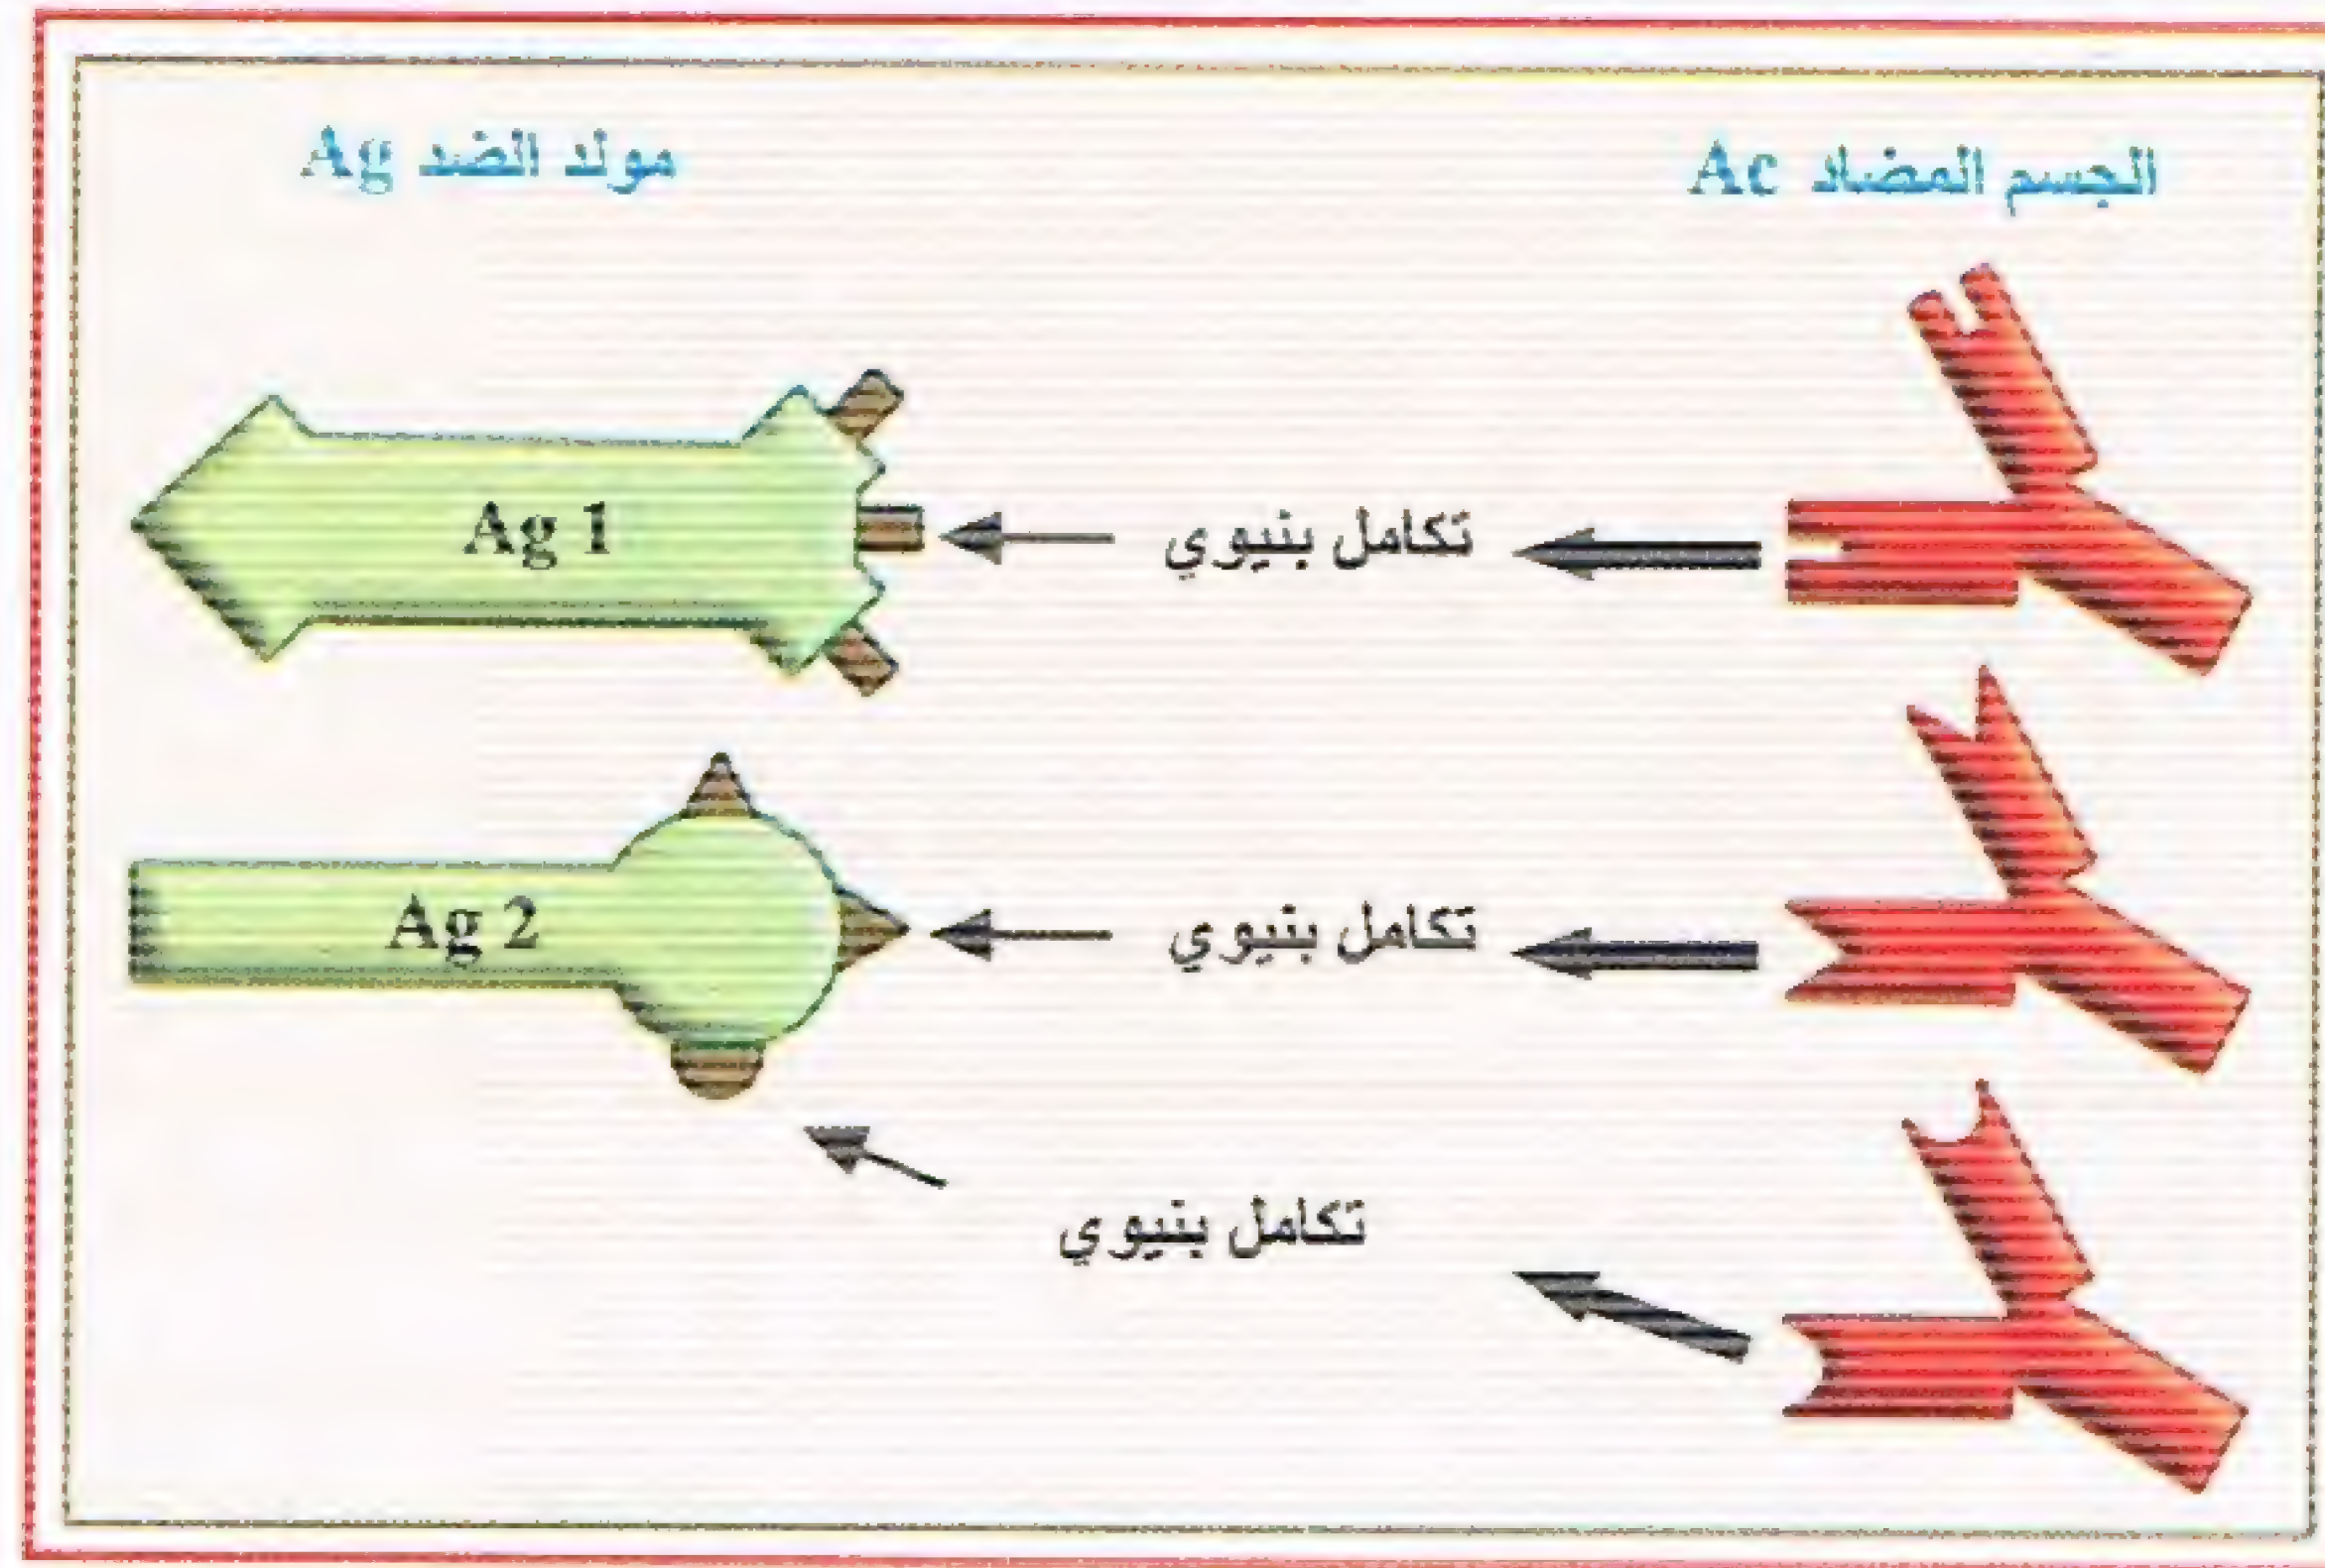 الجسم المضاد Ac
مولد الضد Ag
تكامل بنيوي
Ag 1
تكامل بنيوي
Ag 2
تكامل بنيوي